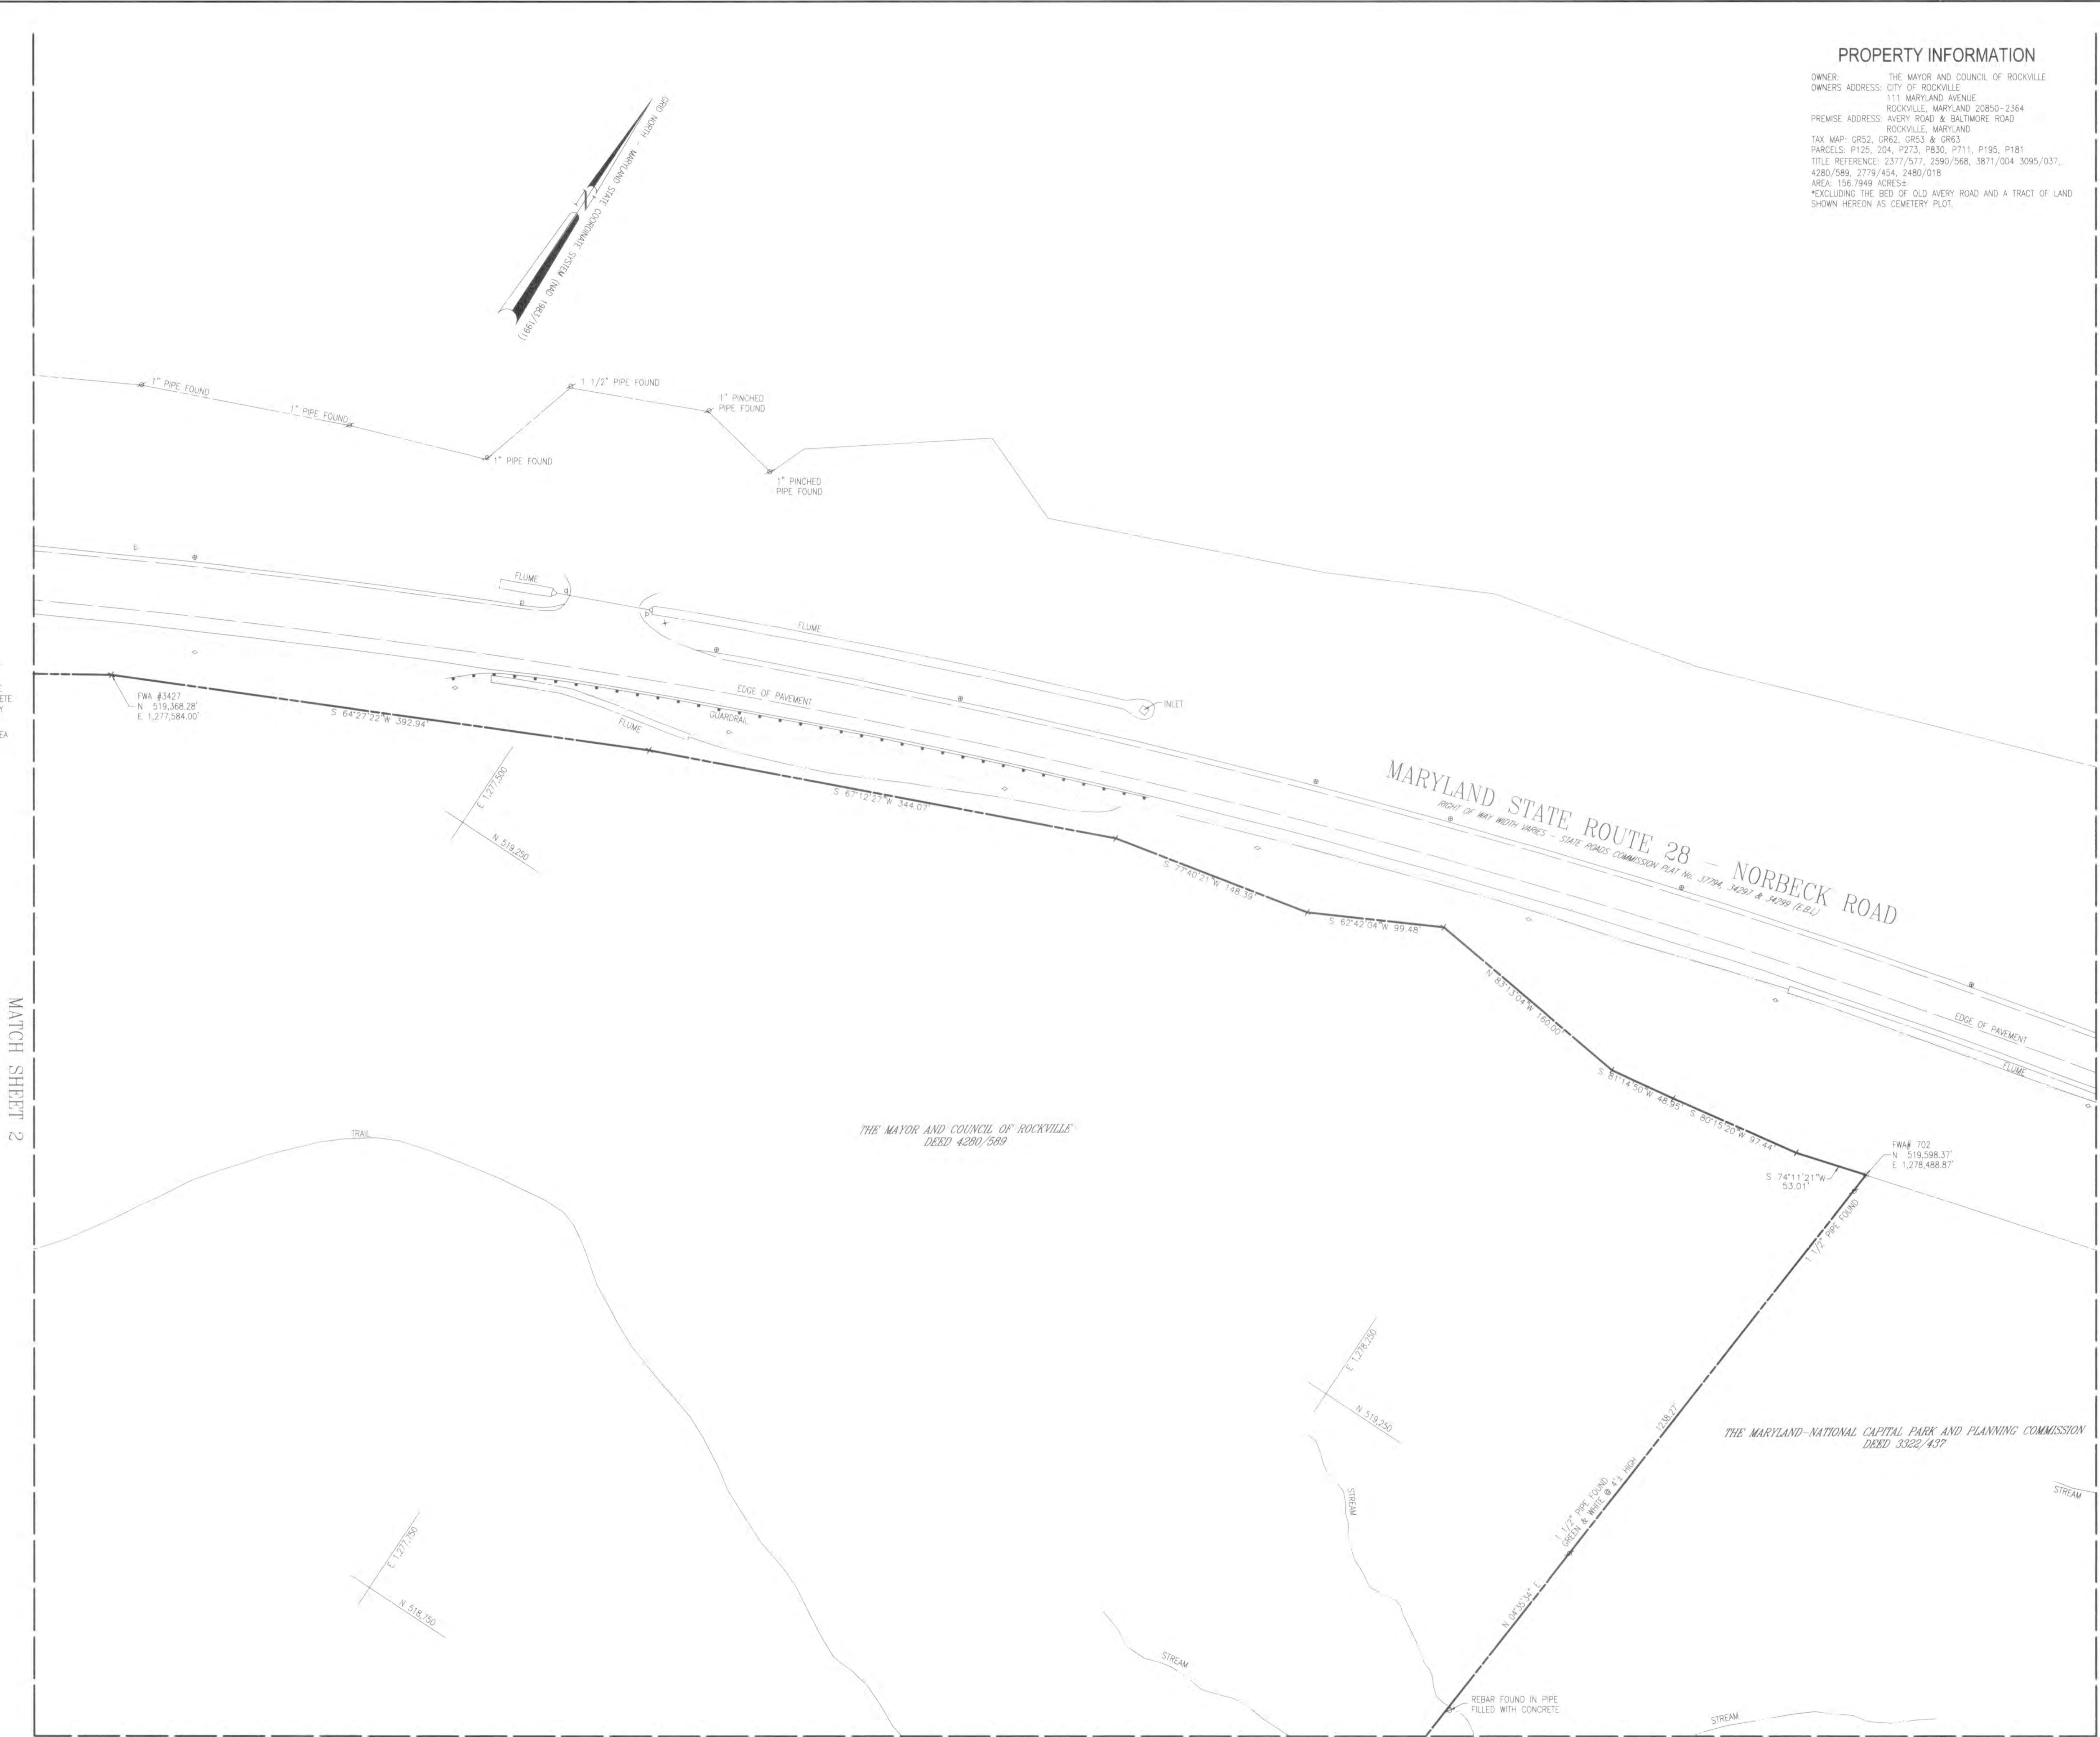 PROPERTY INFORMATION
OWNER: THE MAYOR AND COUNCIL OF ROCKVILLE
OWNERS ADDRESS: CITY OF ROCKVILLE
111 MARYLAND AVENUE
ROCKVILLE, MARYLAND 20850-2364
PREMISE ADDRESS: AVERY ROAD & BALTIMORE ROAD
ROCKVILLE, MARYLAND
TAX MAP: GR52, GR62, GR53 & GR63
PARCELS: P125, 204, P273, P830, P711, P195, P181
TITLE REFERENCE: 2377/577, 2590/568, 3871/004 3095/037,
4280/589, 2779/454, 2480/018
AREA: 156.7949 ACRES±
*EXCLUDING THE BED OF OLD AVERY ROAD AND A TRACT OF LAND
SHOWN HEREON AS CEMETERY PLOT.
GRID NORTH - MARYLAND STATE COORDINATE SYSTEM (NAD 1983/1991)
1" PIPE FOUND
1" PIPE FOUND
1" PIPE FOUND
1 1/2" PIPE FOUND
1" PINCHED
PIPE FOUND
1" PINCHED
PIPE FOUND
FLUME
FLUME
INLET
EDGE OF PAVEMENT
GUARDRAIL
FLUME
ETE
Y
EA
FWA #3427
N 519,368.28'
E 1,277,584.00'
S 64°27'22"W 392.94'
S 67°12'27"W 344.07'
S 77°40'21"W 148.39'
S 62°42'04"W 99.48'
N 83°13'04"W 160.00'
S 81°14'50"W 48.95'
S 80°15'20"W 97.44'
S 74°11'21"W
53.01'
FWA# 702
N 519,598.37'
E 1,278,488.87'
E 1,277,500
N 519,250
MARYLAND STATE ROUTE 28 - NORBECK ROAD
RIGHT OF WAY WIDTH VARIES - STATE ROADS COMMISSION PLAT No. 37794, 34297 & 34299 (E.B.L)
EDGE OF PAVEMENT
FLUME
MATCH SHEET 2
TRAIL
THE MAYOR AND COUNCIL OF ROCKVILLE
DEED 4280/589
1 1/2" PIPE FOUND
E 1,278,250
N 519,250
1238.27'
1 1/2" PIPE FOUND
GREEN & WHITE @ 4'± HIGH
N 04°35'34" E
THE MARYLAND-NATIONAL CAPITAL PARK AND PLANNING COMMISSION
DEED 3322/437
STREAM
STREAM
E 1,277,750
N 518,750
STREAM
REBAR FOUND IN PIPE
FILLED WITH CONCRETE
STREAM